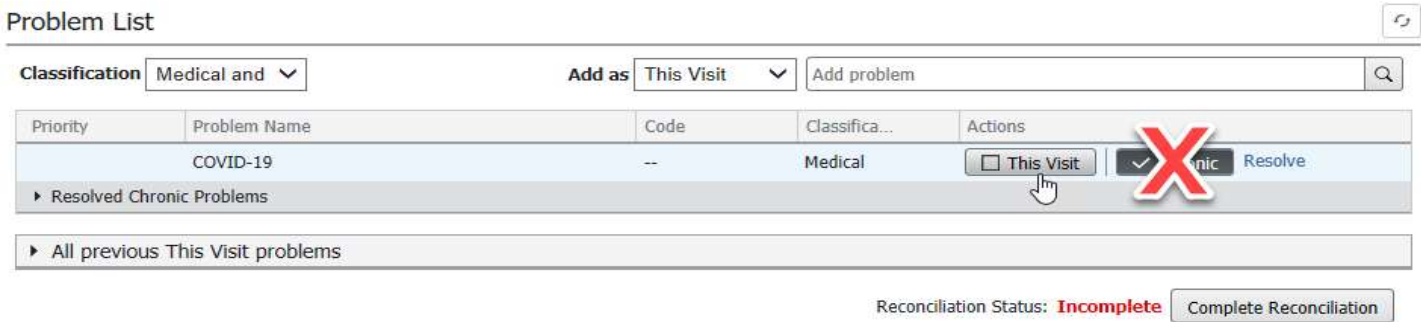 Problem List
Classification Medical and Add as This Visit Add problem
Priority Problem Name Code Classifica... Actions
COVID-19 -- Medical This Visit Resolve
Resolved Chronic Problems
All previous This Visit problems
Reconciliation Status: Incomplete Complete Reconciliation